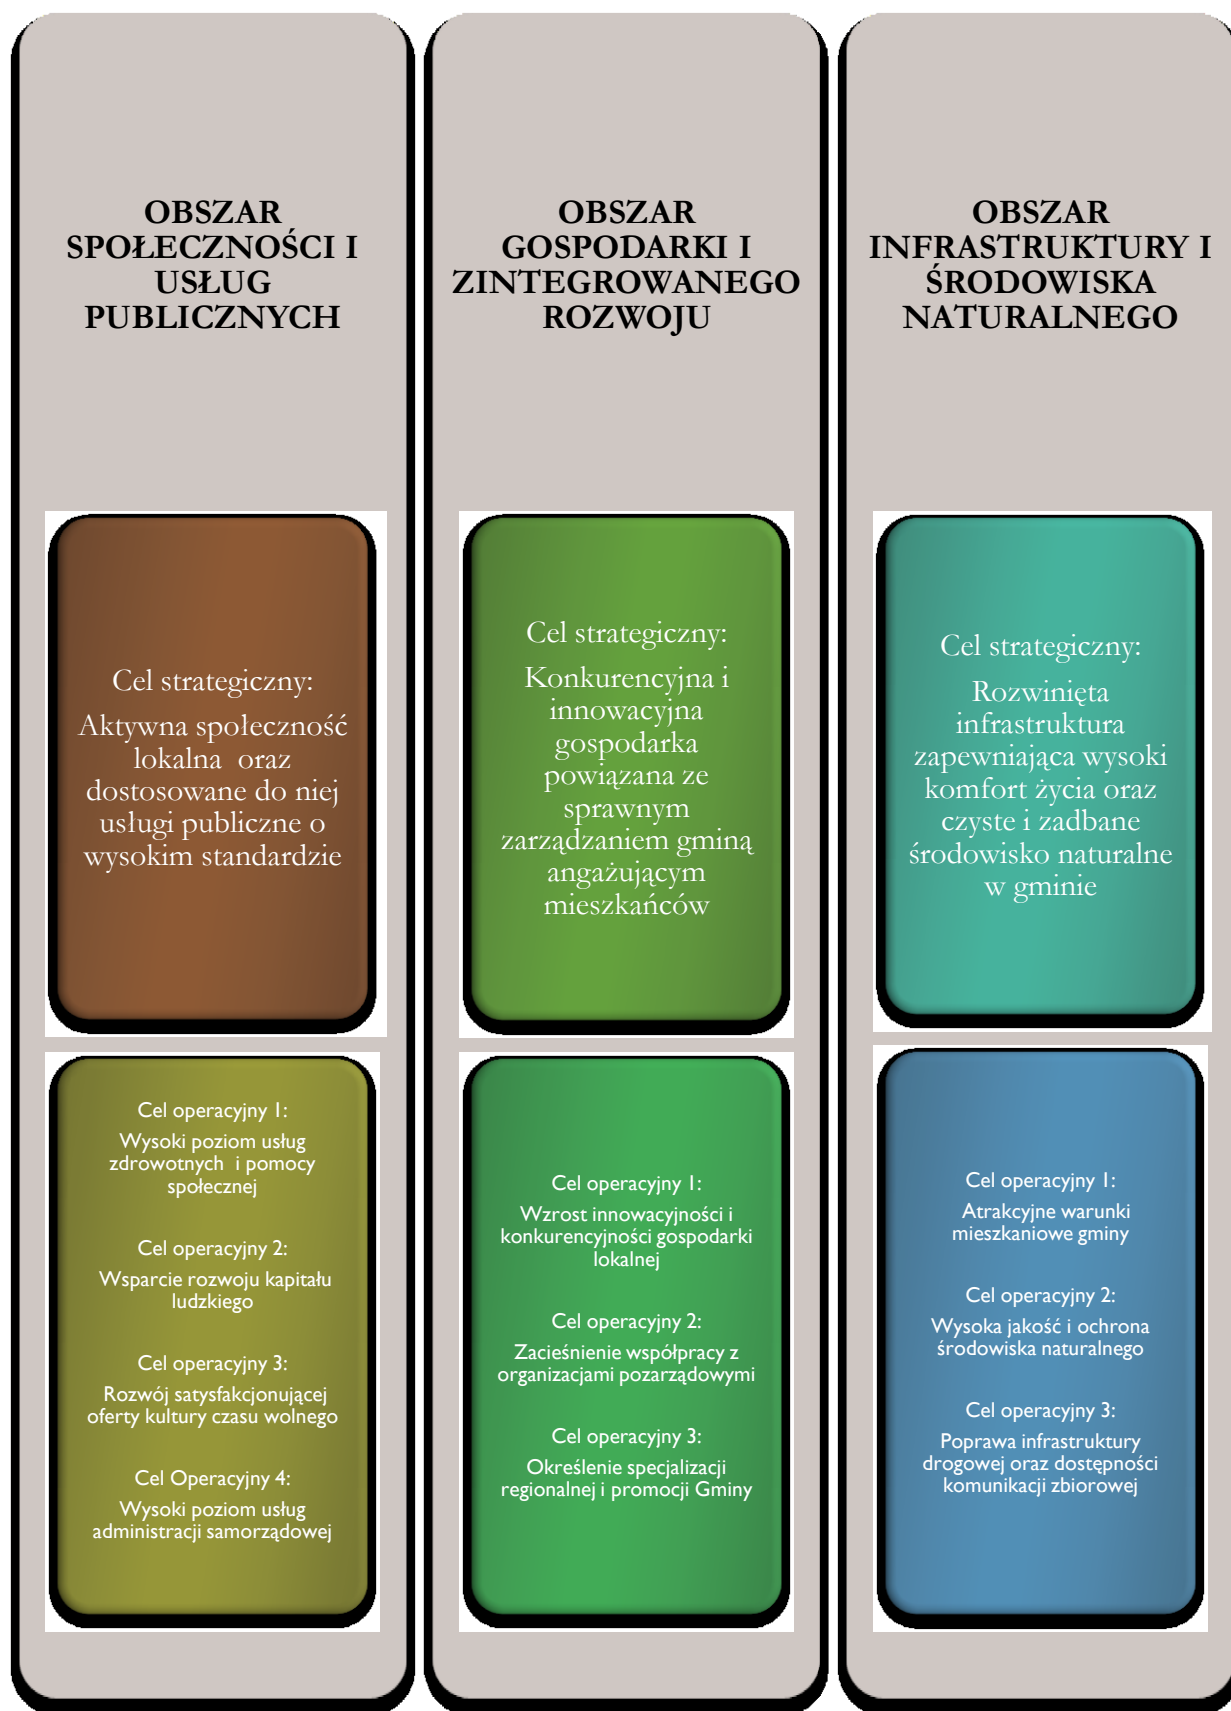 OBSZAR
SPOŁECZNOŚCI I
USŁUG
PUBLICZNYCH
Cel strategiczny:
Aktywna społeczność
lokalna oraz
dostosowane do niej
usługi publiczne o
wysokim standardzie
Cel operacyjny 1:
Wysoki poziom usług
zdrowotnych i pomocy
społecznej
Cel operacyjny 2:
Wsparcie rozwoju kapitału
ludzkiego
Cel operacyjny 3:
Rozwój satysfakcjonującej
oferty kultury czasu wolnego
Cel Operacyjny 4:
Wysoki poziom usług
administracji samorządowej
OBSZAR
GOSPODARKI I
ZINTEGROWANEGO
ROZWOJU
Cel strategiczny:
Konkurencyjna i
innowacyjna
gospodarka
powiązana ze
sprawnym
zarządzaniem gminą
angażującym
mieszkańców
Cel operacyjny 1:
Wzrost innowacyjności i
konkurencyjności gospodarki
lokalnej
Cel operacyjny 2:
Zacieśnienie współpracy z
organizacjami pozarządowymi
Cel operacyjny 3:
Określenie specjalizacji
regionalnej i promocji Gminy
OBSZAR
INFRASTRUKTURY I
ŚRODOWISKA
NATURALNEGO
Cel strategiczny:
Rozwinięta
infrastruktura
zapewniająca wysoki
komfort życia oraz
czyste i zadbane
środowisko naturalne
w gminie
Cel operacyjny 1:
Atrakcyjne warunki
mieszkaniowe gminy
Cel operacyjny 2:
Wysoka jakość i ochrona
środowiska naturalnego
Cel operacyjny 3:
Poprawa infrastruktury
drogowej oraz dostępności
komunikacji zbiorowej